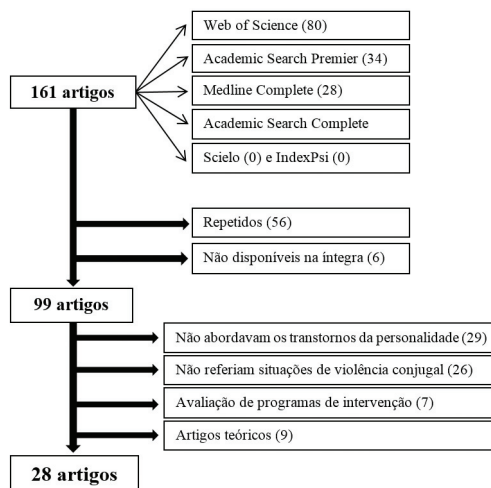 161 artigos
Web of Science (80)
Academic Search Premier (34)
Medline Complete (28)
Academic Search Complete
Scielo (0) e IndexPsi (0)
Repetidos (56)
Não disponíveis na íntegra (6)
99 artigos
Não abordavam os transtornos da personalidade (29)
Não referiam situações de violência conjugal (26)
Avaliação de programas de intervenção (7)
Artigos teóricos (9)
28 artigos